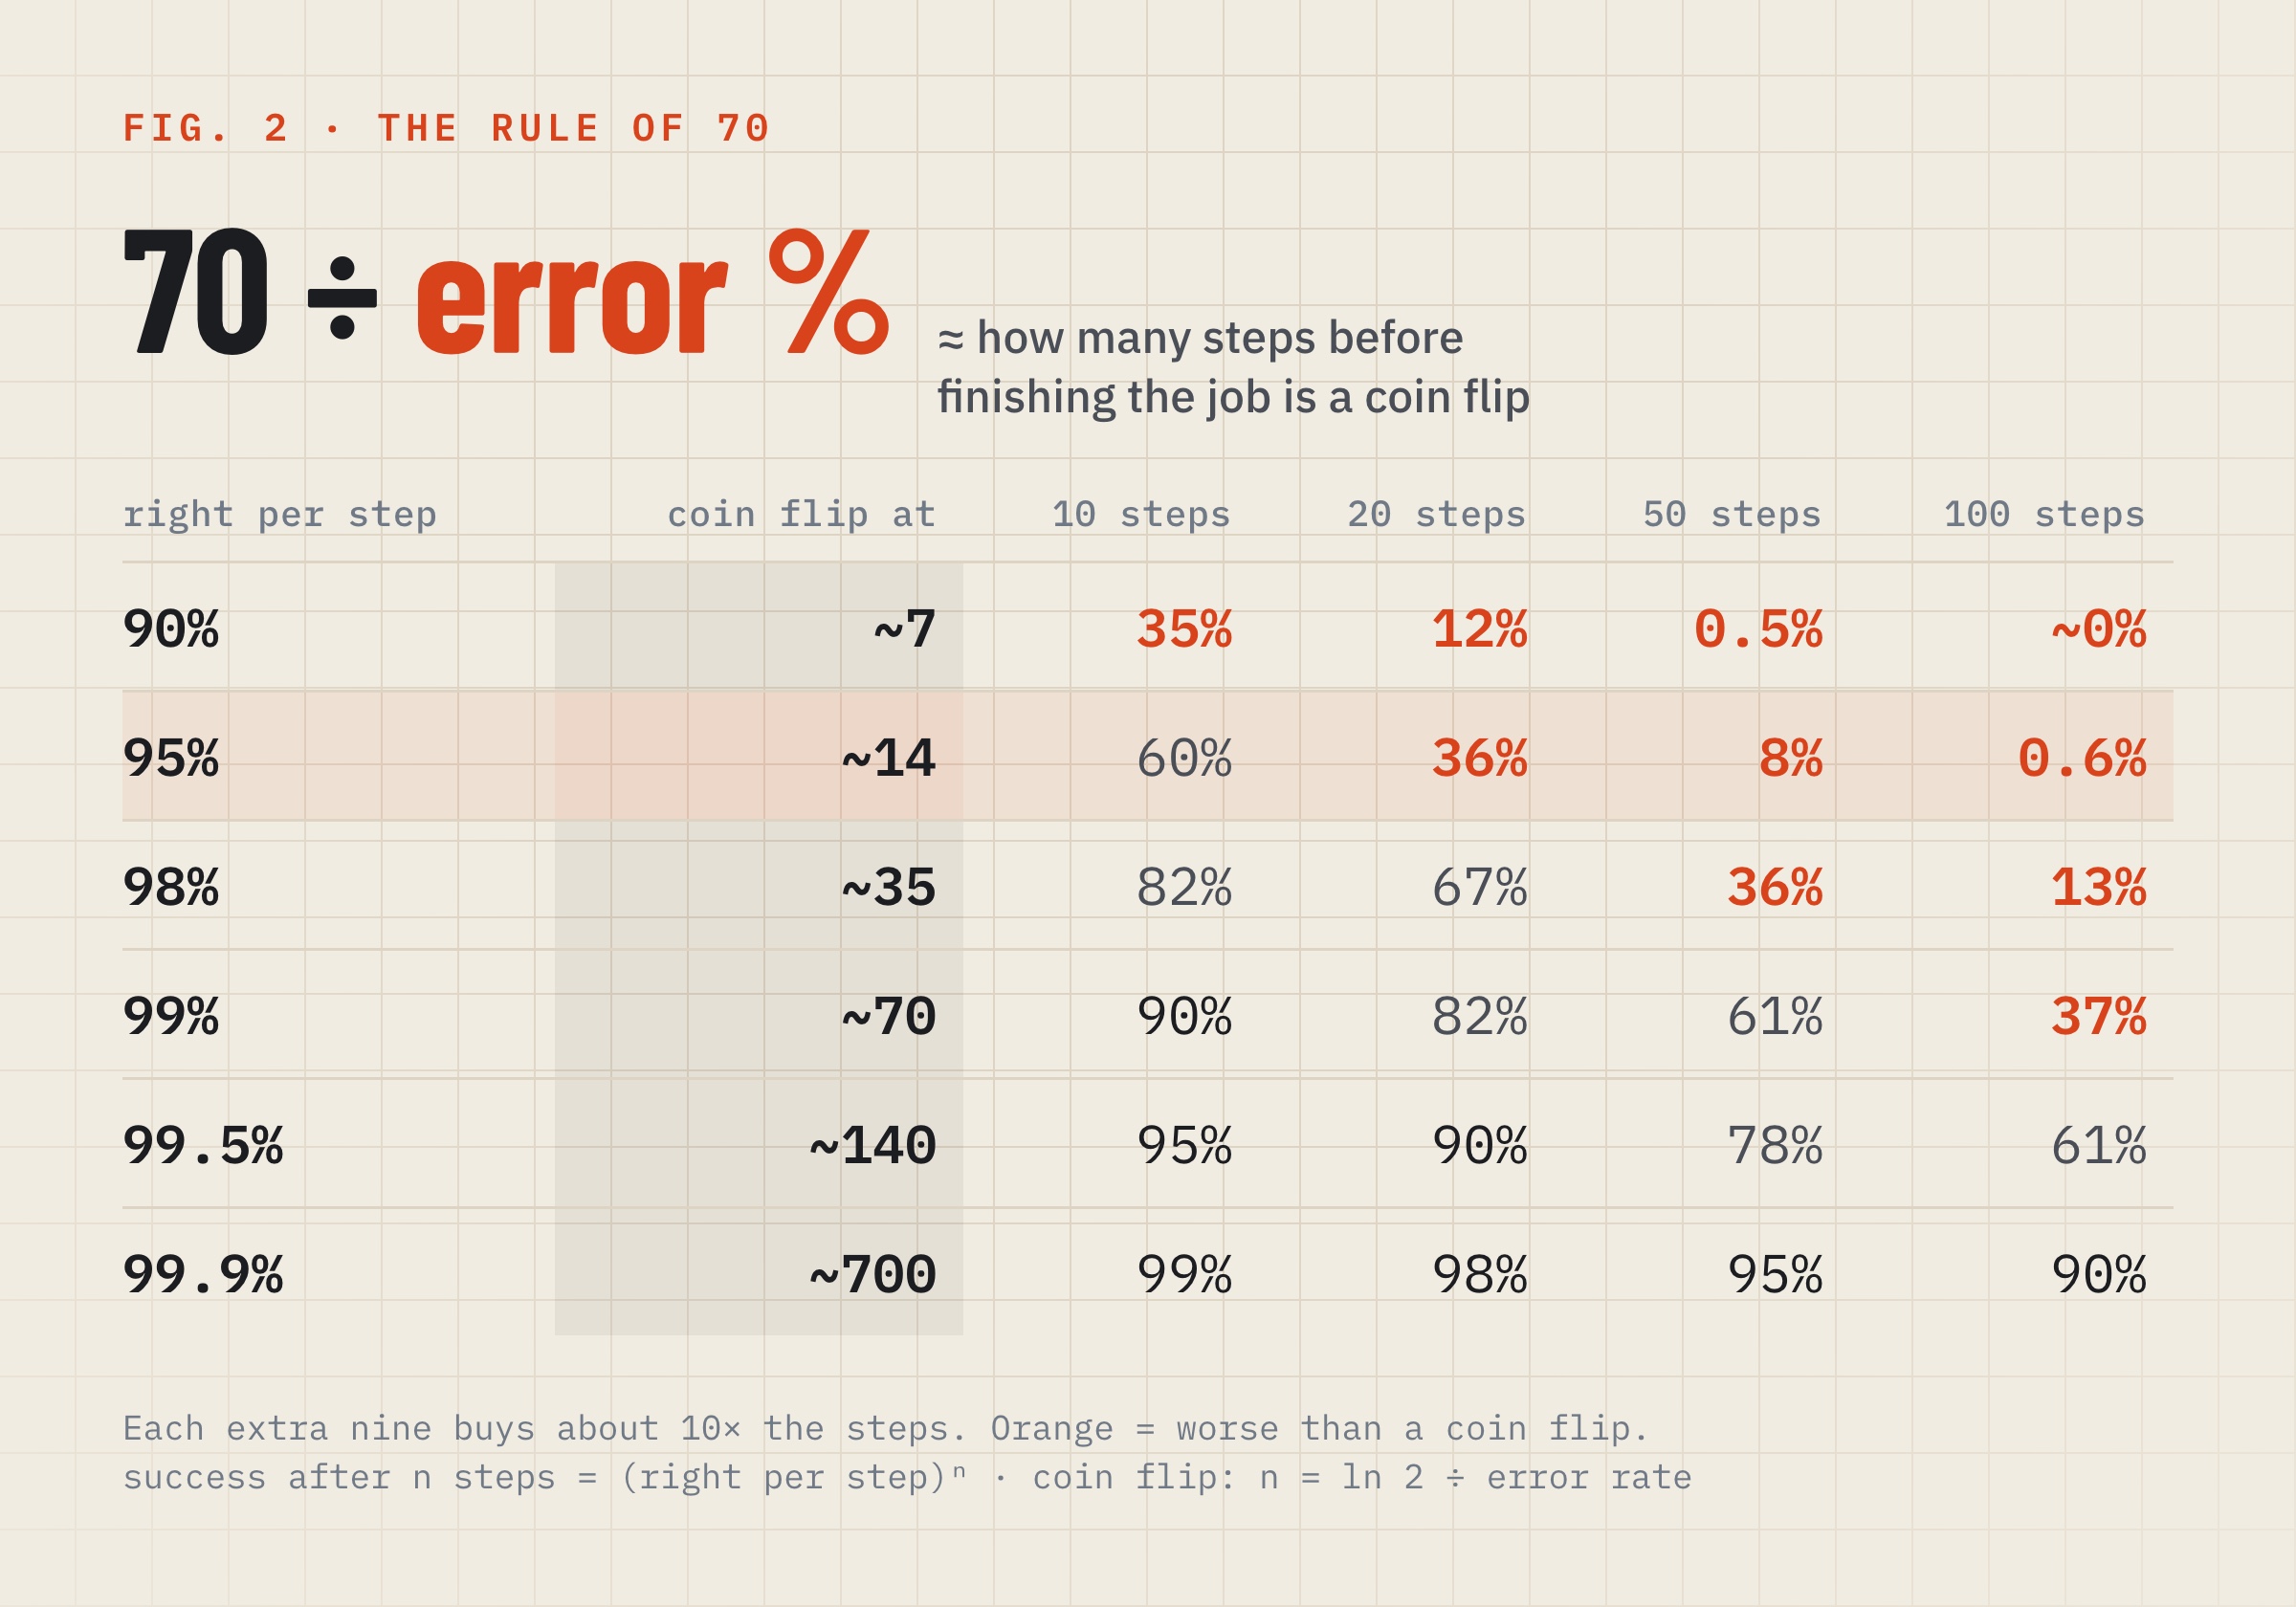 FIG. 2 · THE RULE OF 70
70 ÷ error %
≈ how many steps before
finishing the job is a coin flip
right per step coin flip at 10 steps 20 steps 50 steps 100 steps
90% ~7 35% 12% 0.5% ~0%
95% ~14 60% 36% 8% 0.6%
98% ~35 82% 67% 36% 13%
99% ~70 90% 82% 61% 37%
99.5% ~140 95% 90% 78% 61%
99.9% ~700 99% 98% 95% 90%
Each extra nine buys about 10× the steps. Orange = worse than a coin flip.
success after n steps = (right per step)ⁿ · coin flip: n = ln 2 ÷ error rate